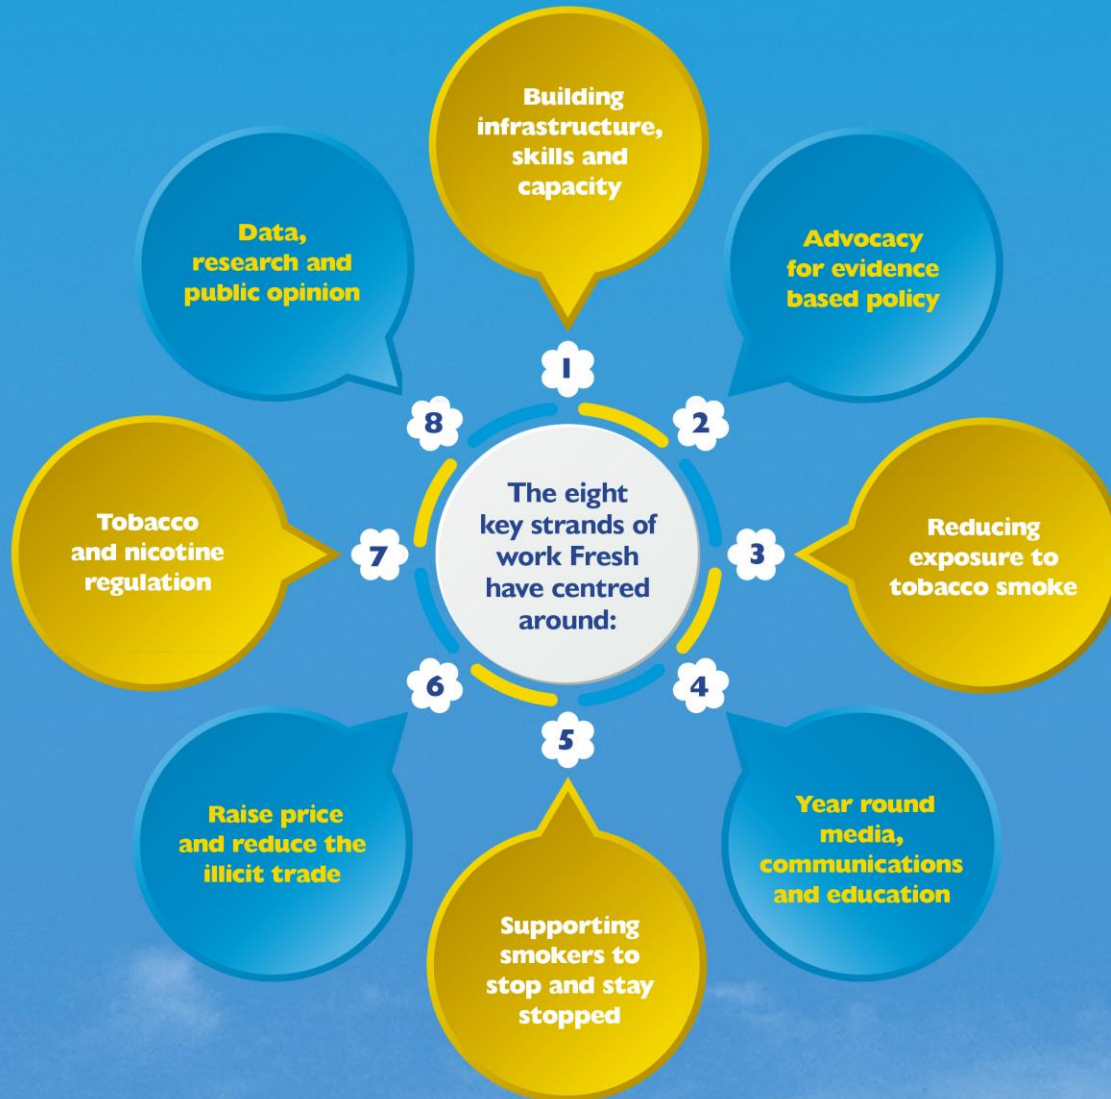 The eight
key strands of
work Fresh
have centred
around:
1
Building
infrastructure,
skills and
capacity
2
Advocacy
for evidence
based policy
3
Reducing
exposure to
tobacco smoke
4
Year round
media,
communications
and education
5
Supporting
smokers to
stop and stay
stopped
6
Raise price
and reduce the
illicit trade
7
Tobacco
and nicotine
regulation
8
Data,
research and
public opinion